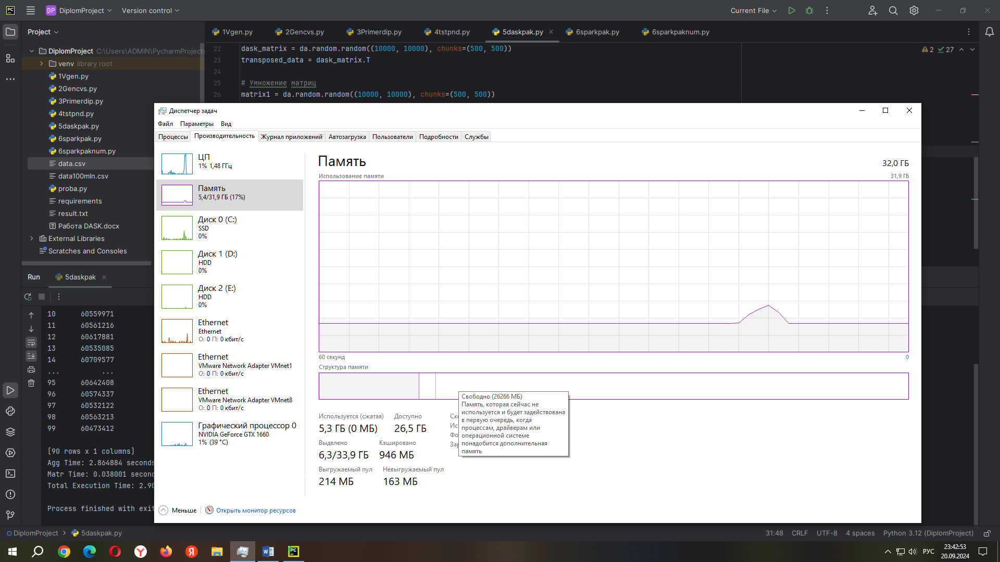 DP DiplomProject Version control Current File
Project
DiplomProject C:\Users\ADMIN\PycharmProjects
venv library root
1Vgen.py
2Gencvs.py
3Primerdip.py
4tstpnd.py
5daskpak.py
6sparkpak.py
6sparkpaknum.py
data.csv
data100mln.csv
proba.py
requirements
result.txt
Работа DASK.docx
External Libraries
Scratches and Consoles
1Vgen.py 2Gencvs.py 3Primerdip.py 4tstpnd.py 5daskpak.py 6sparkpak.py 6sparkpaknum.py
22 dask_matrix = da.random.random((10000, 10000), chunks=(500, 500))
23 transposed_data = dask_matrix.T
24
25 # Умножение матриц
26 matrix1 = da.random.random((10000, 10000), chunks=(500, 500))
2 27
Run 5daskpak
10 60559971
11 60561216
12 60617881
13 60535085
14 60709577
... ...
95 60642408
96 60574337
97 60532122
98 60563213
99 60473412
[90 rows x 1 columns]
Agg Time: 2.864884 seconds
Matr Time: 0.038001 second
Total Execution Time: 2.90
Process finished with exit
Диспетчер задач
Файл Параметры Вид
Процессы Производительность Журнал приложений Автозагрузка Пользователи Подробности Службы
ЦП
1% 1,48 ГГц
Память
5,4/31,9 ГБ (17%)
Диск 0 (C:)
SSD
0%
Диск 1 (D:)
HDD
0%
Диск 2 (E:)
HDD
0%
Ethernet
Ethernet
О: 0 П: 0 кбит/с
Ethernet
VMware Network Adapter VMnet1
О: 0 П: 0 кбит/с
Ethernet
VMware Network Adapter VMnet8
О: 0 П: 0 кбит/с
Графический процессор 0
NVIDIA GeForce GTX 1660
1% (39 °C)
Память 32,0 ГБ
Использование памяти 31,9 ГБ
60 секунд 0
Структура памяти
Используется (сжатая) Доступно
5,3 ГБ (0 МБ) 26,5 ГБ
Выделено Кэшировано
6,3/33,9 ГБ 946 МБ
Выгружаемый пул Невыгружаемый пул
214 МБ 163 МБ
Ск
Ис
Фо
Зар
Свободно (26266 МБ)
Память, которая сейчас не
используется и будет задействована
в первую очередь, когда
процессам, драйверам или
операционной системе
понадобится дополнительная
память
Меньше Открыть монитор ресурсов
DiplomProject 5daskpak.py 31:48 CRLF UTF-8 4 spaces Python 3.12 (DiplomProject)
РУС 23:42:53
20.09.2024